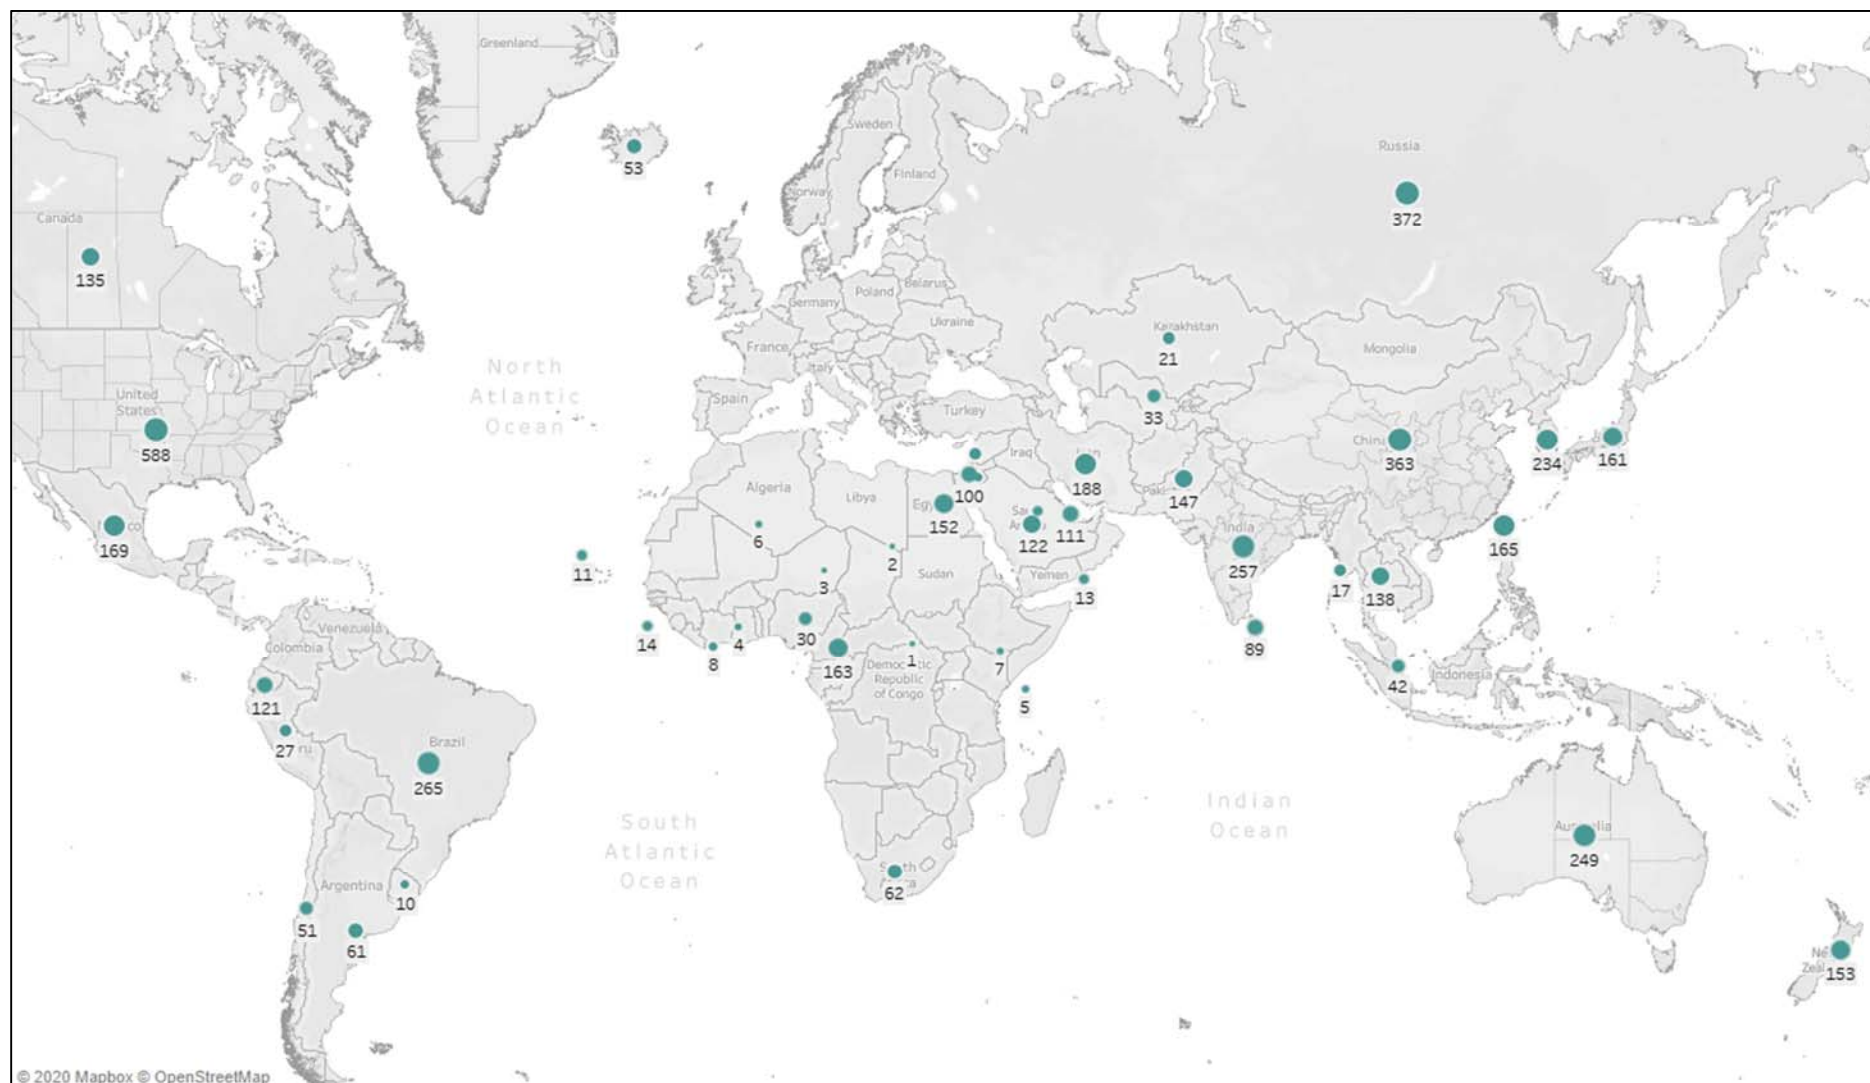 Greenland
Sweden
Finland
Norway
Russia
53
372
Canada
135
Belarus
Poland
Germany
Ukraine
France
Italy
Kazakhstan
21
Mongolia
North
Atlantic
Ocean
United
States
588
Spain
Turkey
33
China
363
234
161
Iraq
188
147
Algeria
Libya
100
152
122
111
India
257
165
169
6
2
3
11
Sudan
Yemen
13
17
138
14
8
4
30
163
1
7
89
Venezuela
Colombia
Democratic
Republic
of Congo
5
42
Indonesia
121
27
Brazil
265
South
Atlantic
Ocean
Indian
Ocean
Australia
249
South
62
Argentina
10
51
61
153
© 2020 Mapbox © OpenStreetMap